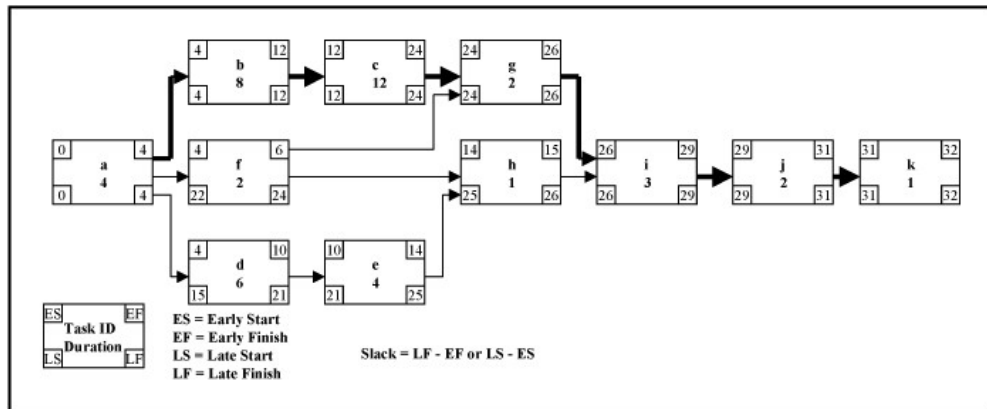 4 12 12 24 24 26
b c g
8 12 2
4 12 12 24 24 26
0 4 4 6 14 15 26 29 29 31 31 32
a f h i j k
4 2 1 3 2 1
0 4 22 24 25 26 26 29 29 31 31 32
4 10 10 14
d e
6 4
15 21 21 25
ES EF
Task ID
Duration
LS LF
ES = Early Start
EF = Early Finish
LS = Late Start
LF = Late Finish
Slack = LF - EF or LS - ES